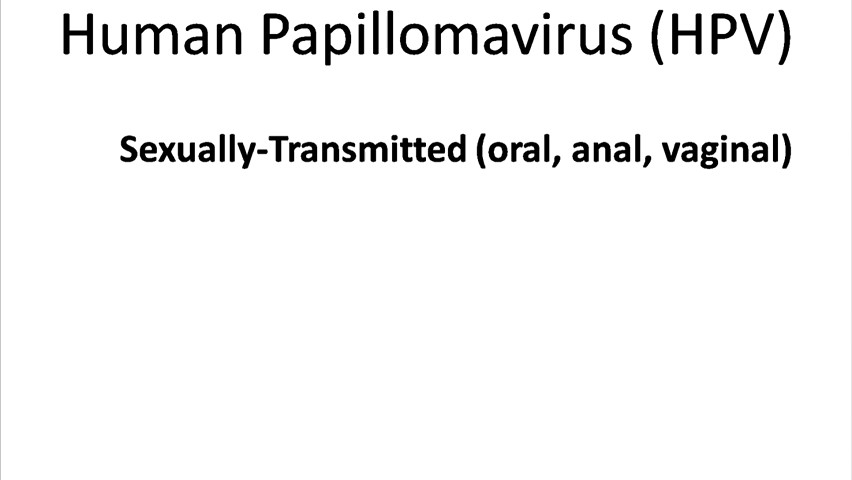 Human Papillomavirus (HPV)
Sexually-Transmitted (oral, anal, vaginal)